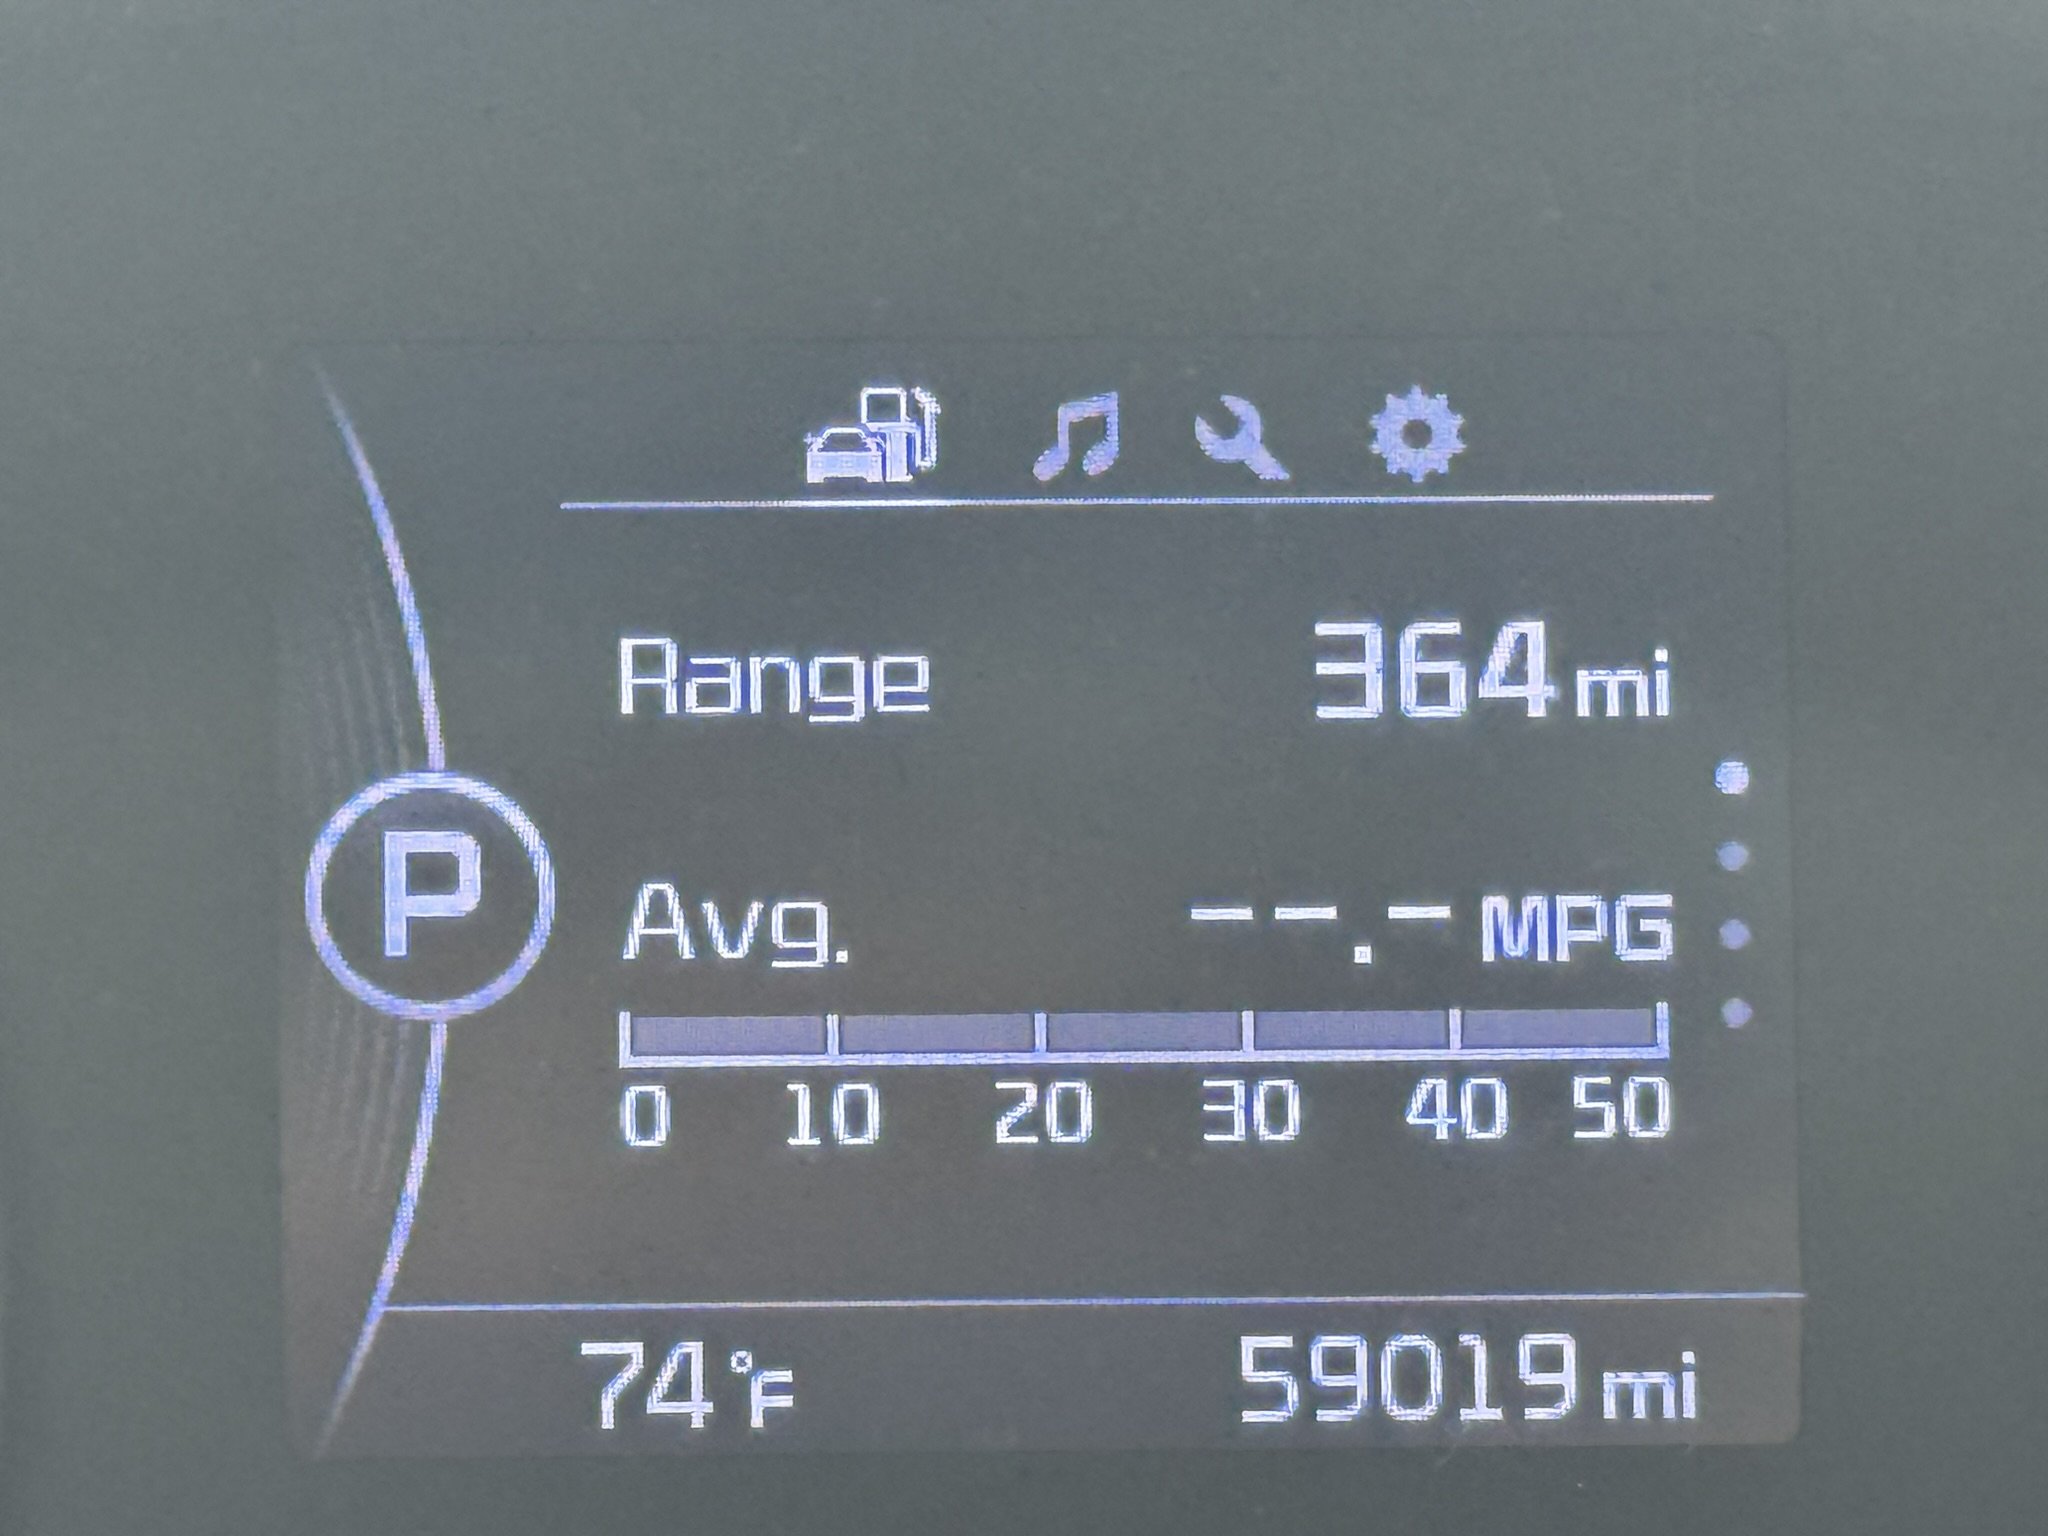 Range 364 mi
P
Avg. --.- MPG
0 10 20 30 40 50
74°F 59019 mi